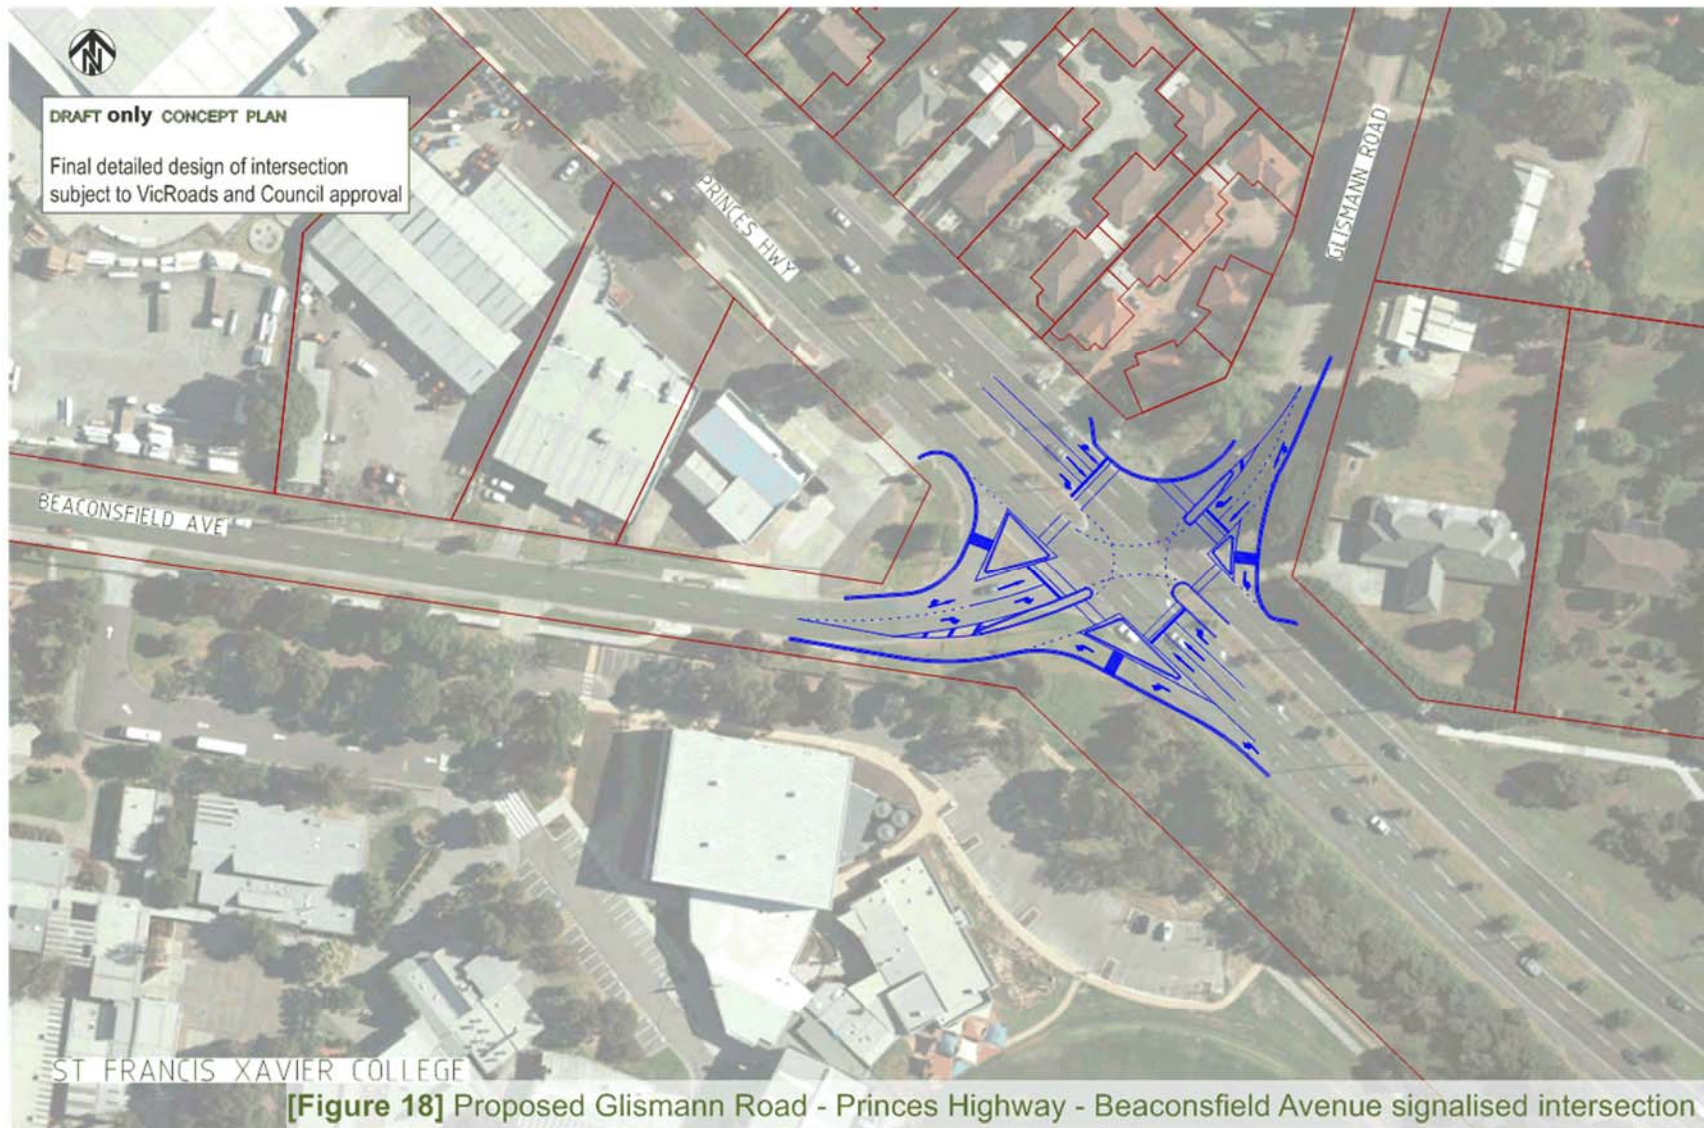 N
DRAFT only CONCEPT PLAN
Final detailed design of intersection
subject to VicRoads and Council approval
PRINCES HWY
GLISMANN ROAD
BEACONSFIELD AVE
ST FRANCIS XAVIER COLLEGE
[Figure 18] Proposed Glismann Road - Princes Highway - Beaconsfield Avenue signalised intersection